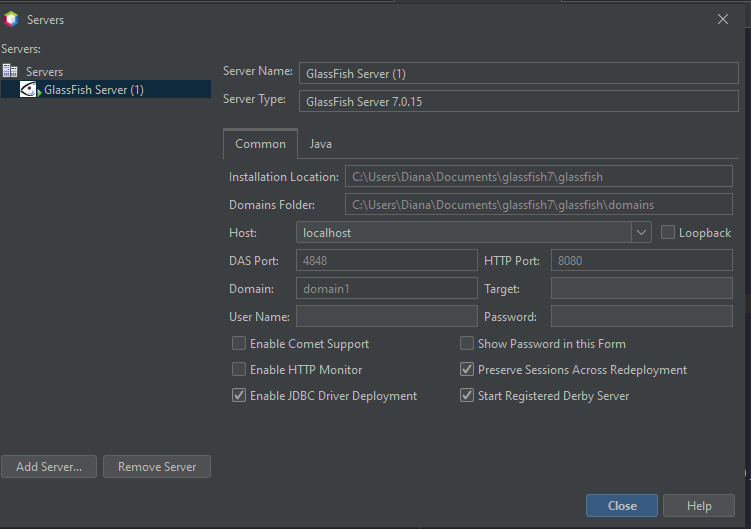 Servers
Servers:
Servers
GlassFish Server (1)
Server Name: GlassFish Server (1)
Server Type: GlassFish Server 7.0.15
Common Java
Installation Location: C:\Users\Diana\Documents\glassfish7\glassfish
Domains Folder: C:\Users\Diana\Documents\glassfish7\glassfish\domains
Host: localhost Loopback
DAS Port: 4848 HTTP Port: 8080
Domain: domain1 Target:
User Name: Password:
Enable Comet Support Show Password in this Form
Enable HTTP Monitor Preserve Sessions Across Redeployment
Enable JDBC Driver Deployment Start Registered Derby Server
Add Server... Remove Server
Close Help